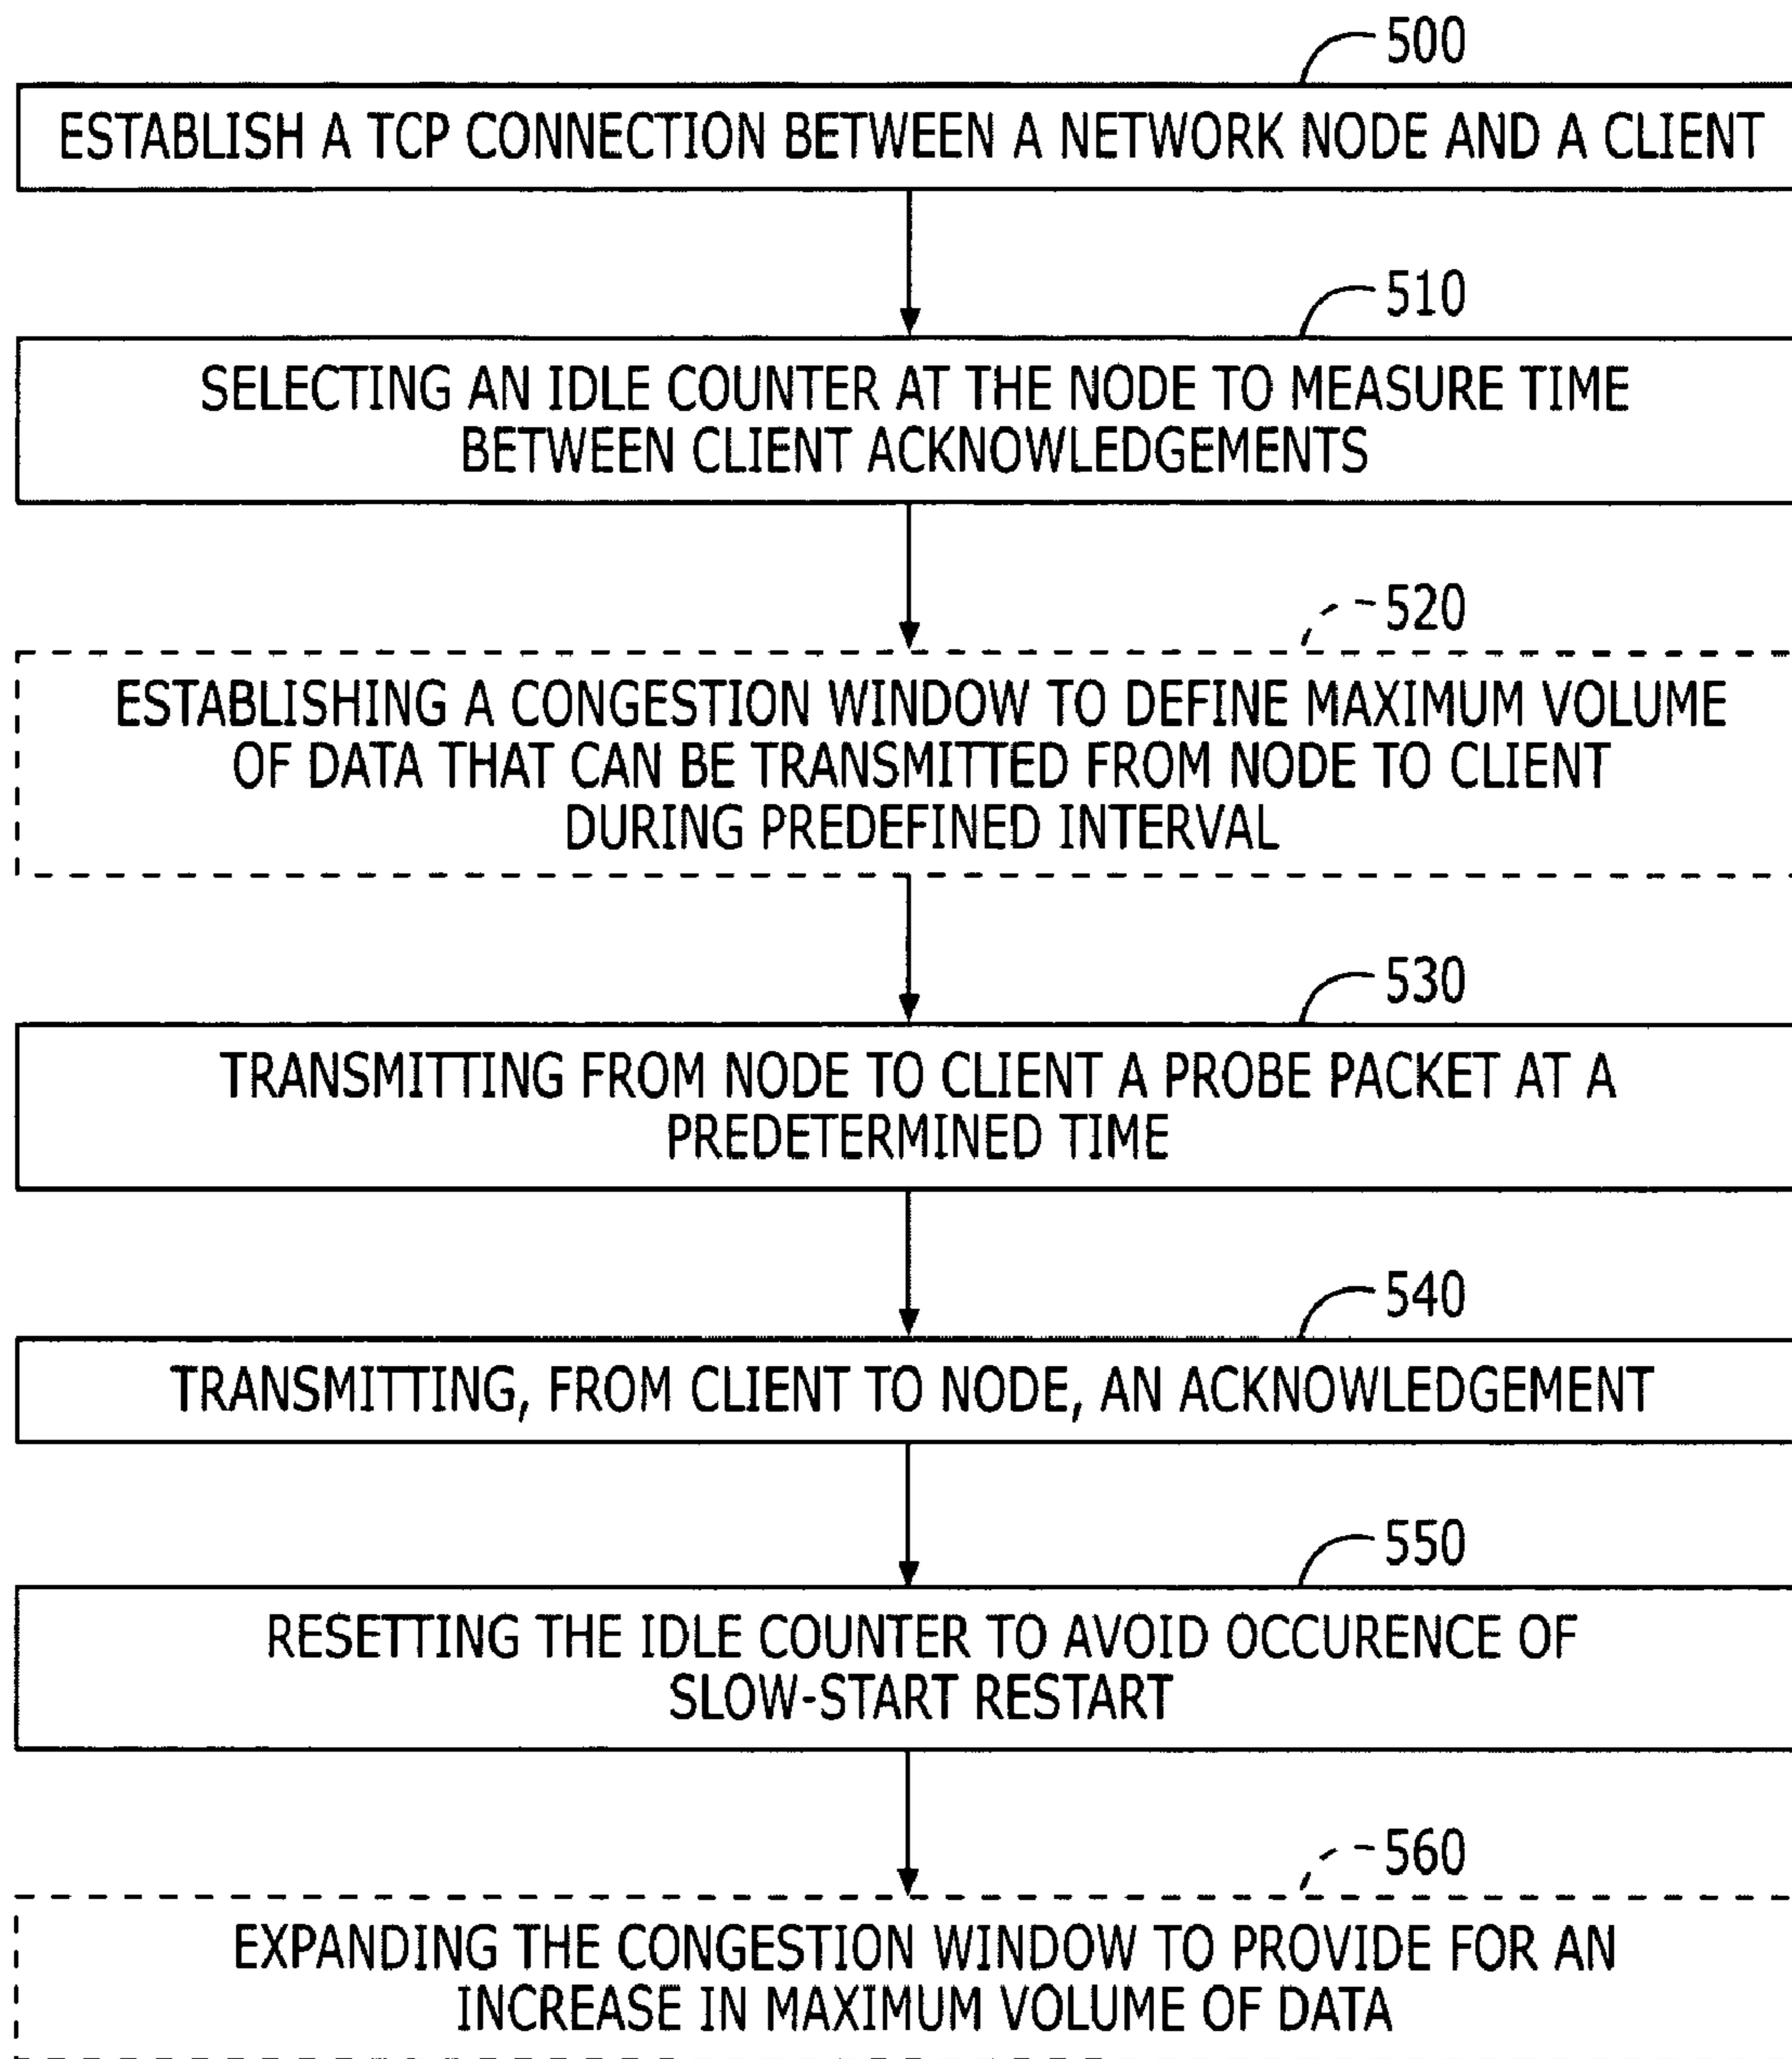 500
ESTABLISH A TCP CONNECTION BETWEEN A NETWORK NODE AND A CLIENT
510
SELECTING AN IDLE COUNTER AT THE NODE TO MEASURE TIME
BETWEEN CLIENT ACKNOWLEDGEMENTS
520
ESTABLISHING A CONGESTION WINDOW TO DEFINE MAXIMUM VOLUME
OF DATA THAT CAN BE TRANSMITTED FROM NODE TO CLIENT
DURING PREDEFINED INTERVAL
530
TRANSMITTING FROM NODE TO CLIENT A PROBE PACKET AT A
PREDETERMINED TIME
540
TRANSMITTING, FROM CLIENT TO NODE, AN ACKNOWLEDGEMENT
550
RESETTING THE IDLE COUNTER TO AVOID OCCURENCE OF
SLOW-START RESTART
560
EXPANDING THE CONGESTION WINDOW TO PROVIDE FOR AN
INCREASE IN MAXIMUM VOLUME OF DATA